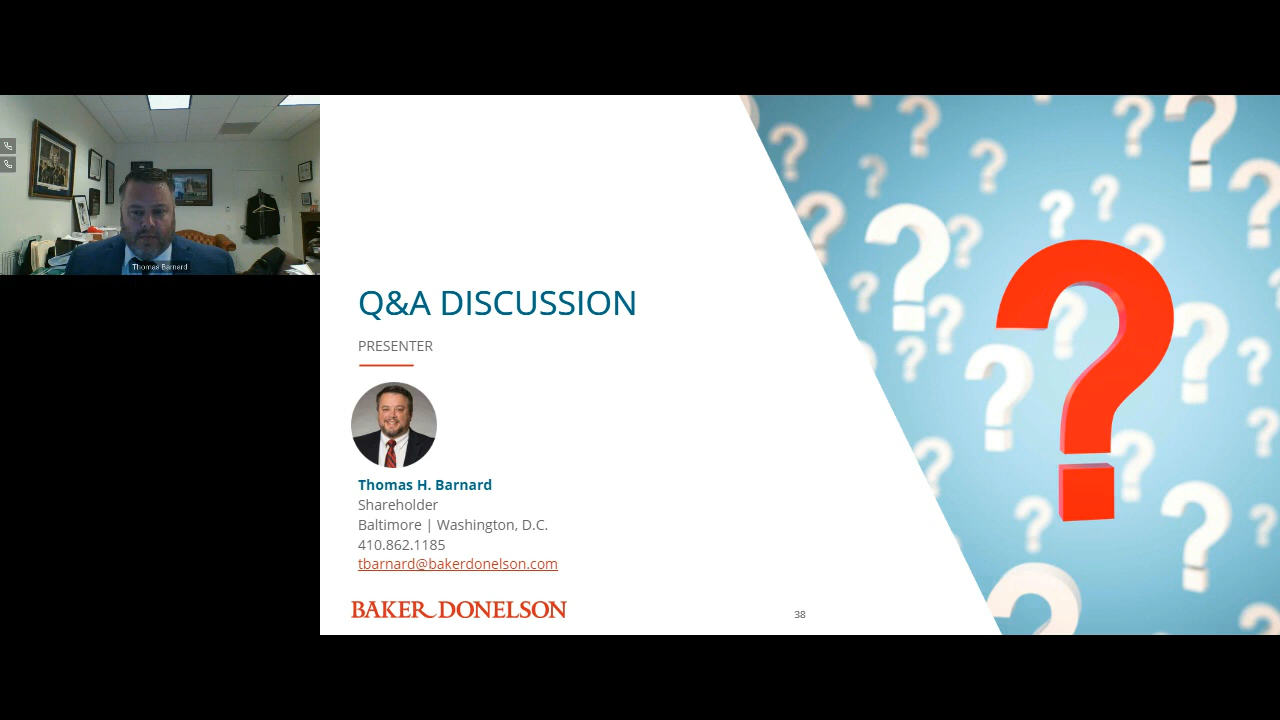 Thomas Barnard
Q&A DISCUSSION
PRESENTER
Thomas H. Barnard
Shareholder
Baltimore | Washington, D.C.
410.862.1185
tbarnard@bakerdonelson.com
BAKER DONELSON
38